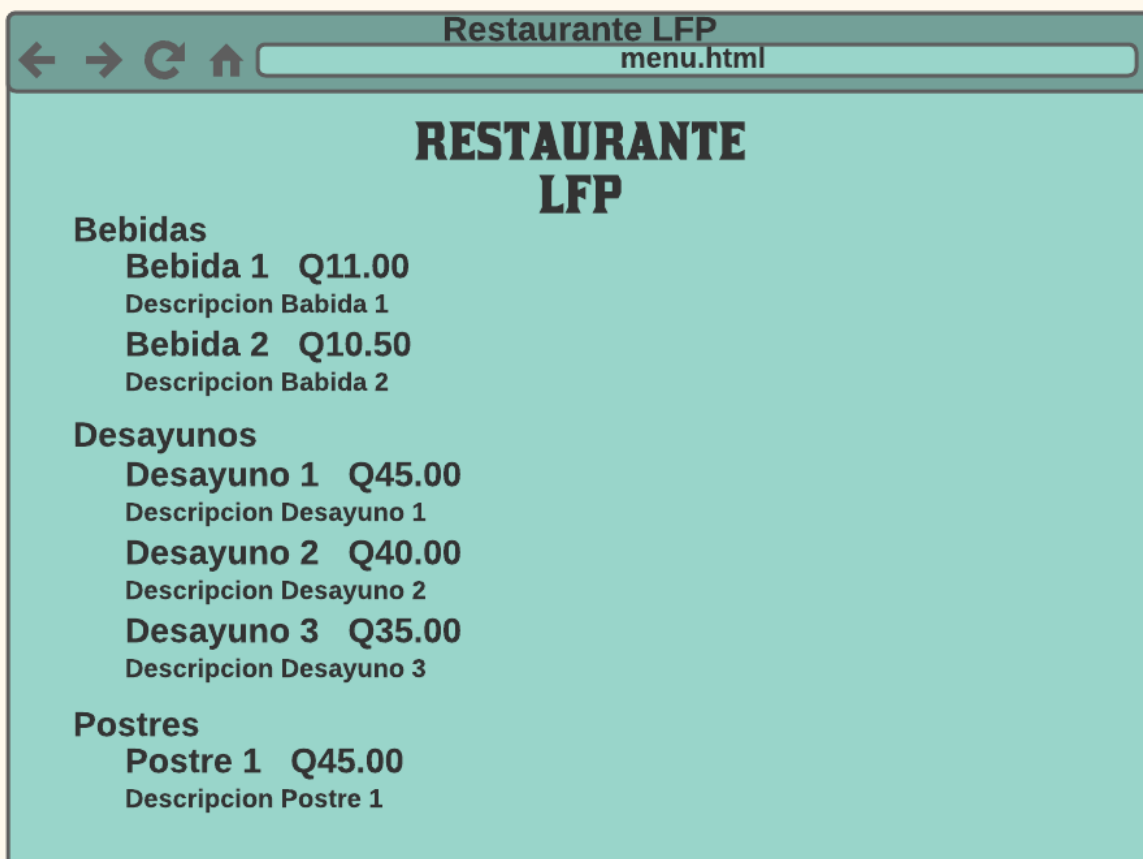 Restaurante LFP
menu.html
RESTAURANTE
LFP
Bebidas
Bebida 1 Q11.00
Descripcion Babida 1
Bebida 2 Q10.50
Descripcion Babida 2
Desayunos
Desayuno 1 Q45.00
Descripcion Desayuno 1
Desayuno 2 Q40.00
Descripcion Desayuno 2
Desayuno 3 Q35.00
Descripcion Desayuno 3
Postres
Postre 1 Q45.00
Descripcion Postre 1